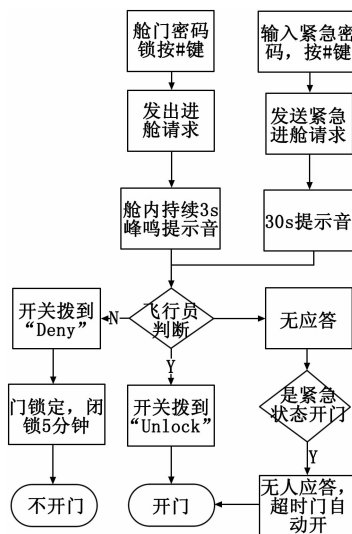 舱门密码
锁按#键
输入紧急密
码，按#键
发出进
舱请求
发送紧急
进舱请求
舱内持续3s
峰鸣提示音
30s提示音
开关拨到
“Deny”
N
飞行员
判断
无应答
Y
门锁定，闭
锁5分钟
开关拨到
“Unlock”
是紧急
状态开门
Y
不开门
开门
无人应答，
超时门自
动开